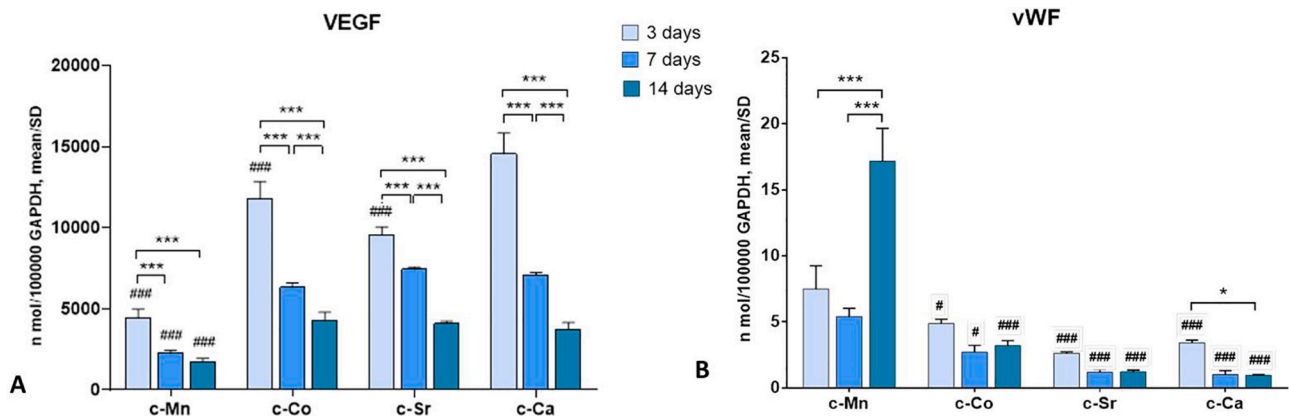 VEGF
n mol/100000 GAPDH, mean/SD
20000
15000
10000
5000
0
***
***
###
###
###
***
***
***
###
***
***
***
###
***
***
***
c-Mn
c-Co
c-Sr
c-Ca
A
3 days
7 days
14 days
vWF
n mol/100000 GAPDH, mean/SD
25
20
15
10
5
0
***
***
#
#
###
###
###
###
*
###
###
###
c-Mn
c-Co
c-Sr
c-Ca
B